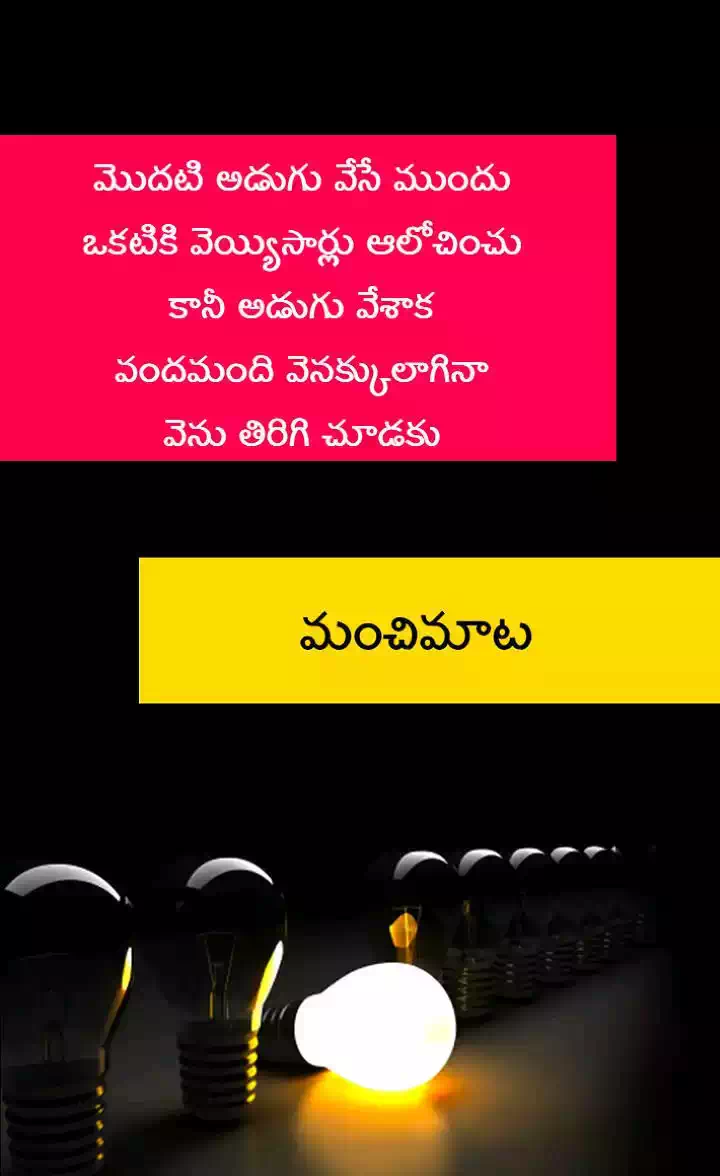 మొదటి అడుగు వేసే ముందు
ఒకటికి వెయ్యిసార్లు ఆలోచించు
కానీ అడుగు వేశాక
వందమంది వెనక్కులాగినా
వెను తిరిగి చూడకు
మంచిమాట